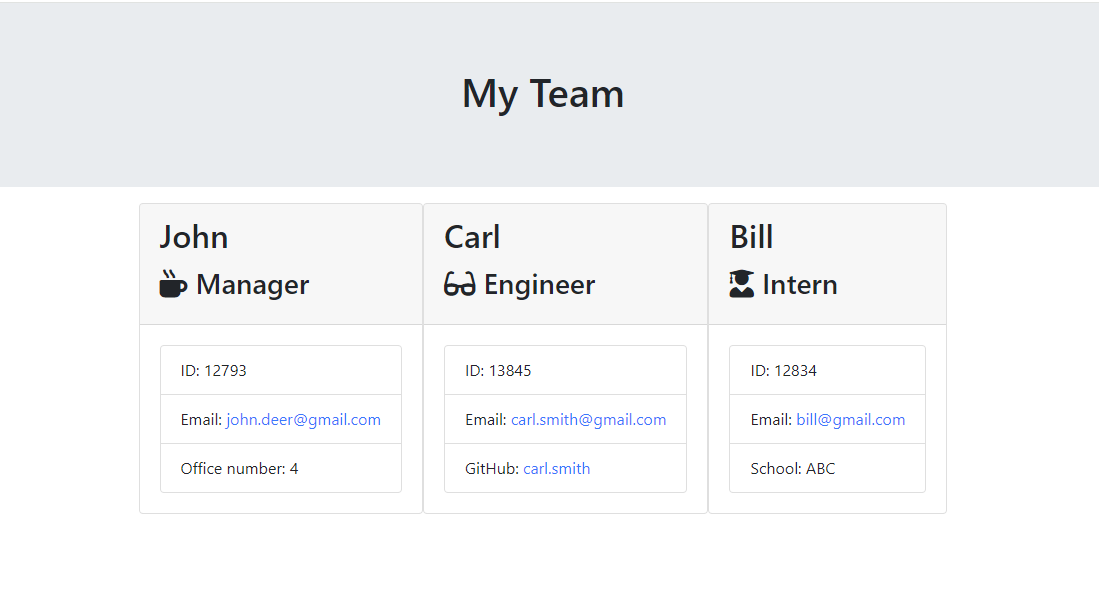 My Team
John
Manager
ID: 12793
Email: john.deer@gmail.com
Office number: 4
Carl
Engineer
ID: 13845
Email: carl.smith@gmail.com
GitHub: carl.smith
Bill
Intern
ID: 12834
Email: bill@gmail.com
School: ABC